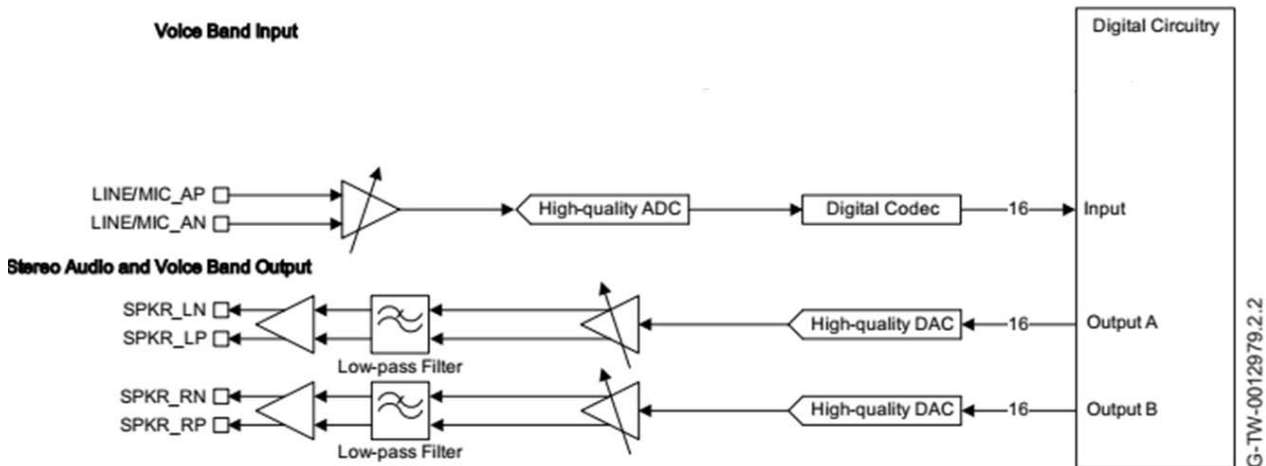 Voice Band Input
Digital Circuitry
LINE/MIC_AP
LINE/MIC_AN
High-quality ADC
Digital Codec
16
Input
Stereo Audio and Voice Band Output
SPKR_LN
SPKR_LP
Low-pass Filter
High-quality DAC
16
Output A
SPKR_RN
SPKR_RP
Low-pass Filter
High-quality DAC
16
Output B
G-TW-0012979.2.2